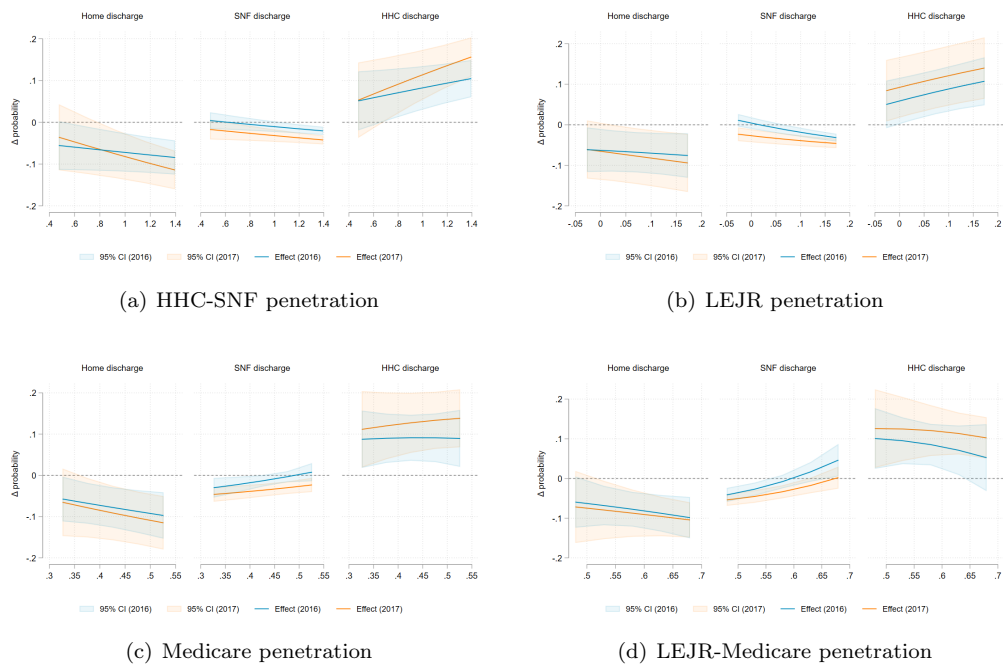 Home discharge SNF discharge HHC discharge
.2
.1
0
-.1
-.2
Δ probability
.4 .6 .8 1 1.2 1.4 .4 .6 .8 1 1.2 1.4 .4 .6 .8 1 1.2 1.4
95% CI (2016) 95% CI (2017) Effect (2016) Effect (2017)
(a) HHC-SNF penetration
Home discharge SNF discharge HHC discharge
.2
.1
0
-.1
-.2
Δ probability
-.05 0 .05 .1 .15 .2 -.05 0 .05 .1 .15 .2 -.05 0 .05 .1 .15 .2
95% CI (2016) 95% CI (2017) Effect (2016) Effect (2017)
(b) LEJR penetration
Home discharge SNF discharge HHC discharge
.2
.1
0
-.1
-.2
Δ probability
.3 .35 .4 .45 .5 .55 .3 .35 .4 .45 .5 .55 .3 .35 .4 .45 .5 .55
95% CI (2016) 95% CI (2017) Effect (2016) Effect (2017)
(c) Medicare penetration
Home discharge SNF discharge HHC discharge
.2
.1
0
-.1
-.2
Δ probability
.5 .55 .6 .65 .7 .5 .55 .6 .65 .7 .5 .55 .6 .65 .7
95% CI (2016) 95% CI (2017) Effect (2016) Effect (2017)
(d) LEJR-Medicare penetration